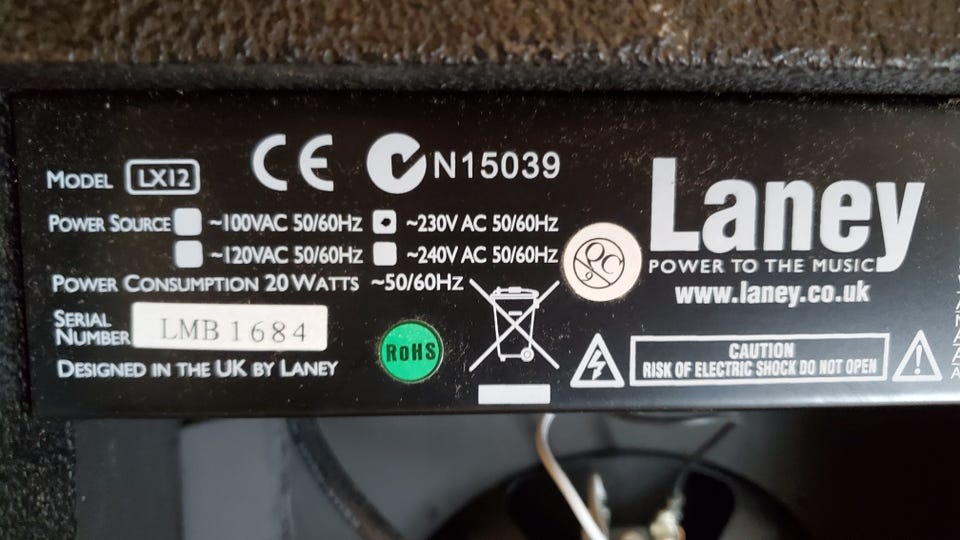 MODEL LX12
CE N15039
POWER SOURCE ~100VAC 50/60Hz ~230V AC 50/60Hz
~120VAC 50/60Hz ~240V AC 50/60Hz
POWER CONSUMPTION 20 WATTS ~50/60Hz
SERIAL NUMBER LMB 1684
DESIGNED IN THE UK BY LANEY
RoHS
Laney
POWER TO THE MUSIC
www.laney.co.uk
CAUTION
RISK OF ELECTRIC SHOCK DO NOT OPEN